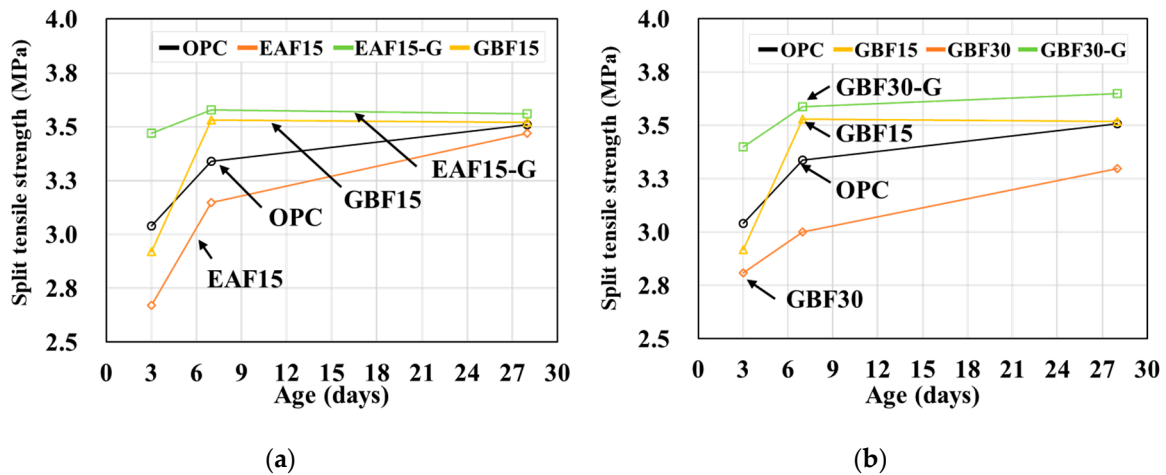 Split tensile strength (MPa)
4.0
3.8
3.5
3.3
3.0
2.8
2.5
OPC EAF15 EAF15-G GBF15
EAF15-G
GBF15
OPC
EAF15
0 3 6 9 12 15 18 21 24 27 30
Age (days)
(a)
Split tensile strength (MPa)
4.0
3.8
3.5
3.3
3.0
2.8
2.5
OPC GBF15 GBF30 GBF30-G
GBF30-G
GBF15
OPC
GBF30
0 3 6 9 12 15 18 21 24 27 30
Age (days)
(b)